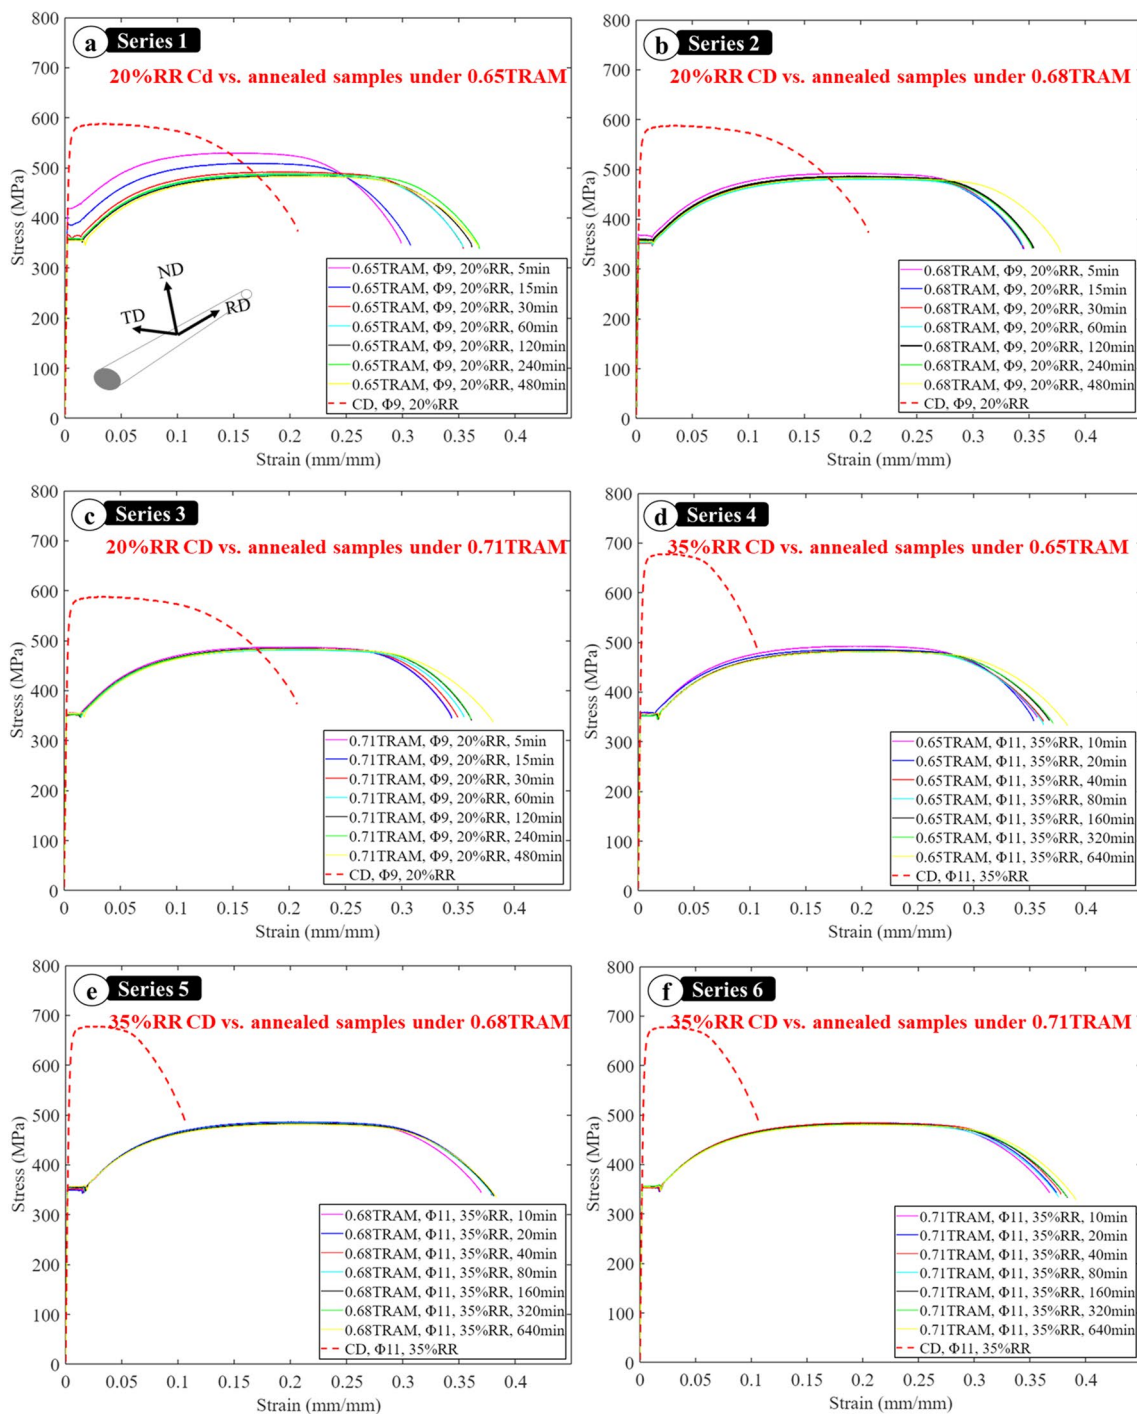 a Series 1
20%RR Cd vs. annealed samples under 0.65TRAM
800
700
600
500
400
300
200
100
0
Stress (MPa)
ND
TD
RD
0.65TRAM, Φ9, 20%RR, 5min
0.65TRAM, Φ9, 20%RR, 15min
0.65TRAM, Φ9, 20%RR, 30min
0.65TRAM, Φ9, 20%RR, 60min
0.65TRAM, Φ9, 20%RR, 120min
0.65TRAM, Φ9, 20%RR, 240min
0.65TRAM, Φ9, 20%RR, 480min
CD, Φ9, 20%RR
0 0.05 0.1 0.15 0.2 0.25 0.3 0.35 0.4
Strain (mm/mm)
b Series 2
20%RR CD vs. annealed samples under 0.68TRAM
800
700
600
500
400
300
200
100
0
Stress (MPa)
0.68TRAM, Φ9, 20%RR, 5min
0.68TRAM, Φ9, 20%RR, 15min
0.68TRAM, Φ9, 20%RR, 30min
0.68TRAM, Φ9, 20%RR, 60min
0.68TRAM, Φ9, 20%RR, 120min
0.68TRAM, Φ9, 20%RR, 240min
0.68TRAM, Φ9, 20%RR, 480min
CD, Φ9, 20%RR
0 0.05 0.1 0.15 0.2 0.25 0.3 0.35 0.4
Strain (mm/mm)
c Series 3
20%RR CD vs. annealed samples under 0.71TRAM
800
700
600
500
400
300
200
100
0
Stress (MPa)
0.71TRAM, Φ9, 20%RR, 5min
0.71TRAM, Φ9, 20%RR, 15min
0.71TRAM, Φ9, 20%RR, 30min
0.71TRAM, Φ9, 20%RR, 60min
0.71TRAM, Φ9, 20%RR, 120min
0.71TRAM, Φ9, 20%RR, 240min
0.71TRAM, Φ9, 20%RR, 480min
CD, Φ9, 20%RR
0 0.05 0.1 0.15 0.2 0.25 0.3 0.35 0.4
Strain (mm/mm)
d Series 4
35%RR CD vs. annealed samples under 0.65TRAM
800
700
600
500
400
300
200
100
0
Stress (MPa)
0.65TRAM, Φ11, 35%RR, 10min
0.65TRAM, Φ11, 35%RR, 20min
0.65TRAM, Φ11, 35%RR, 40min
0.65TRAM, Φ11, 35%RR, 80min
0.65TRAM, Φ11, 35%RR, 160min
0.65TRAM, Φ11, 35%RR, 320min
0.65TRAM, Φ11, 35%RR, 640min
CD, Φ11, 35%RR
0 0.05 0.1 0.15 0.2 0.25 0.3 0.35 0.4
Strain (mm/mm)
e Series 5
35%RR CD vs. annealed samples under 0.68TRAM
800
700
600
500
400
300
200
100
0
Stress (MPa)
0.68TRAM, Φ11, 35%RR, 10min
0.68TRAM, Φ11, 35%RR, 20min
0.68TRAM, Φ11, 35%RR, 40min
0.68TRAM, Φ11, 35%RR, 80min
0.68TRAM, Φ11, 35%RR, 160min
0.68TRAM, Φ11, 35%RR, 320min
0.68TRAM, Φ11, 35%RR, 640min
CD, Φ11, 35%RR
0 0.05 0.1 0.15 0.2 0.25 0.3 0.35 0.4
Strain (mm/mm)
f Series 6
35%RR CD vs. annealed samples under 0.71TRAM
800
700
600
500
400
300
200
100
0
Stress (MPa)
0.71TRAM, Φ11, 35%RR, 10min
0.71TRAM, Φ11, 35%RR, 20min
0.71TRAM, Φ11, 35%RR, 40min
0.71TRAM, Φ11, 35%RR, 80min
0.71TRAM, Φ11, 35%RR, 160min
0.71TRAM, Φ11, 35%RR, 320min
0.71TRAM, Φ11, 35%RR, 640min
CD, Φ11, 35%RR
0 0.05 0.1 0.15 0.2 0.25 0.3 0.35 0.4
Strain (mm/mm)